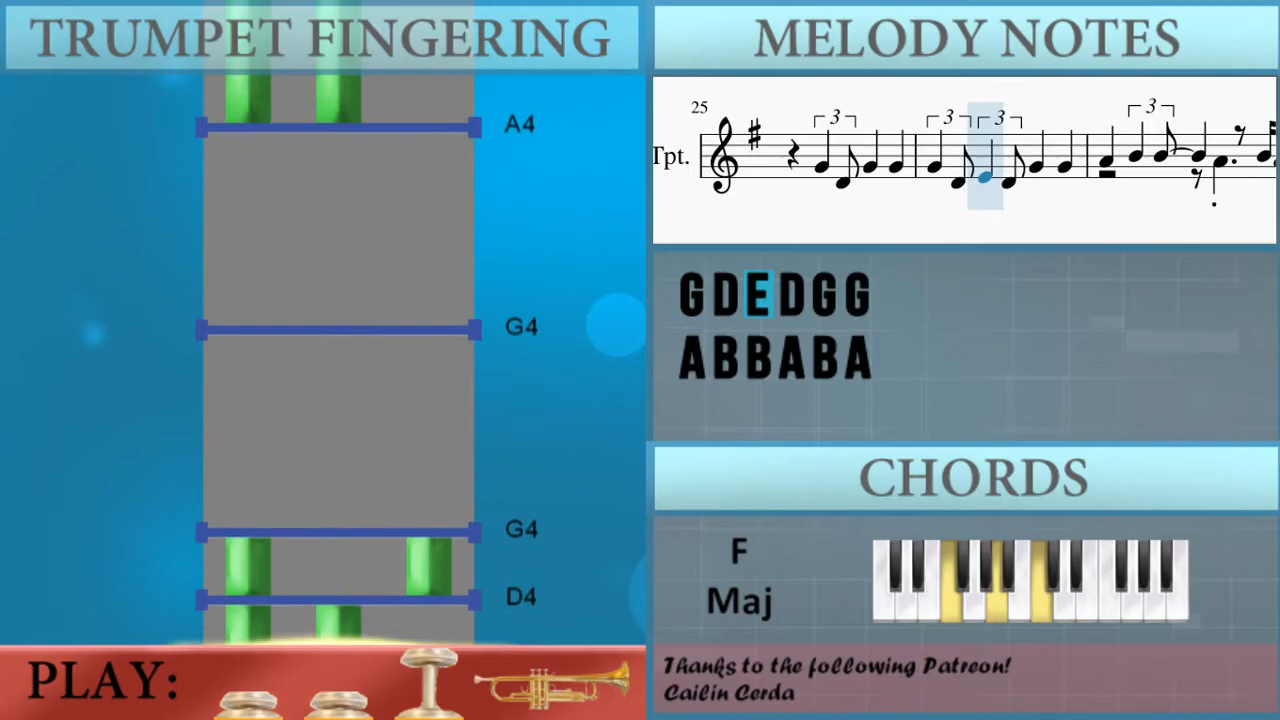 TRUMPET FINGERING
A4
G4
G4
D4
PLAY:
MELODY NOTES
25
3
3
3
3
Tpt.
GDEDGG
ABBABA
CHORDS
F
Maj
Thanks to the following Patreon!
Cailin Cerda